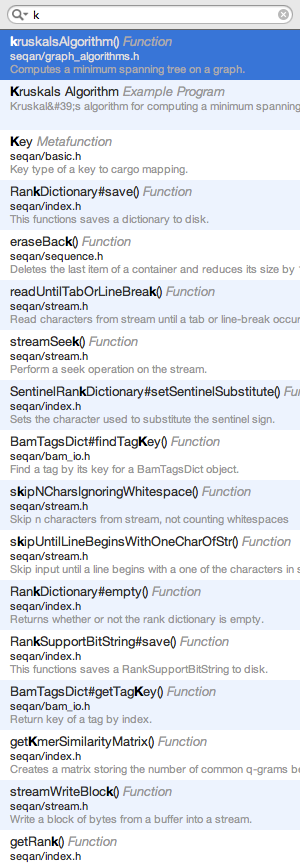 k
kruskalsAlgorithm() Function
seqan/graph_algorithms.h
Computes a minimum spanning tree on a graph.
Kruskals Algorithm Example Program
Kruskal&#39;s algorithm for computing a minimum spanning
Key Metafunction
seqan/basic.h
Key type of a key to cargo mapping.
RankDictionary#save() Function
seqan/index.h
This functions saves a dictionary to disk.
eraseBack() Function
seqan/sequence.h
Deletes the last item of a container and reduces its size by
readUntilTabOrLineBreak() Function
seqan/stream.h
Read characters from stream until a tab or line-break occur
streamSeek() Function
seqan/stream.h
Perform a seek operation on the stream.
SentinelRankDictionary#setSentinelSubstitute() Fu
seqan/index.h
Sets the character used to substitute the sentinel sign.
BamTagsDict#findTagKey() Function
seqan/bam_io.h
Find a tag by its key for a BamTagsDict object.
skipNCharsIgnoringWhitespace() Function
seqan/stream.h
Skip n characters from stream, not counting whitespaces
skipUntilLineBeginsWithOneCharOfStr() Function
seqan/stream.h
Skip input until a line begins with a one of the characters in s
RankDictionary#empty() Function
seqan/index.h
Returns whether or not the rank dictionary is empty.
RankSupportBitString#save() Function
seqan/index.h
This functions saves a RankSupportBitString to disk.
BamTagsDict#getTagKey() Function
seqan/bam_io.h
Return key of a tag by index.
getKmerSimilarityMatrix() Function
seqan/index.h
Creates a matrix storing the number of common q-grams be
streamWriteBlock() Function
seqan/stream.h
Write a block of bytes from a buffer into a stream.
getRank() Function
seqan/index.h